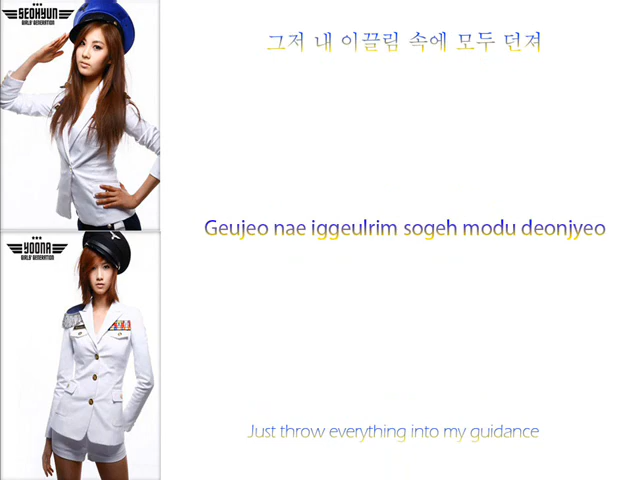 SEOHYUN
GIRLS' GENERATION
그저 내 이끌림 속에 모두 던져
Geujeo nae iggeulrim sogeh modu deonjyeo
YOONA
GIRLS' GENERATION
Just throw everything into my guidance